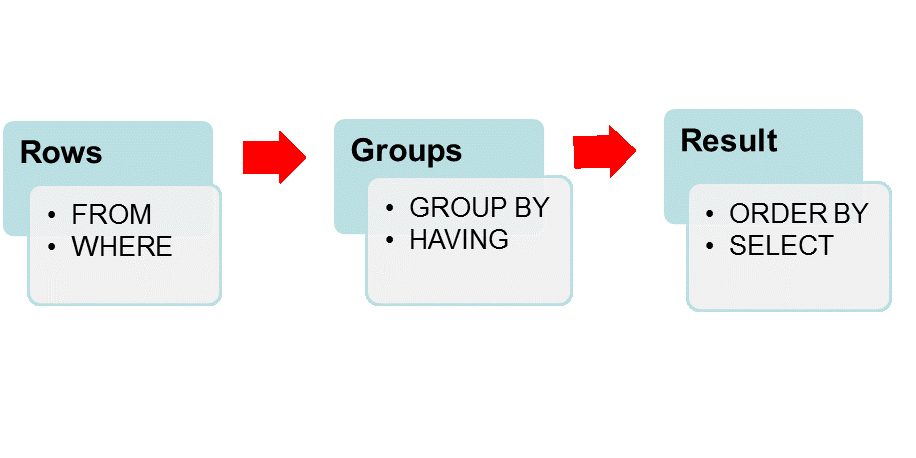 Rows
• FROM
• WHERE
Groups
• GROUP BY
• HAVING
Result
• ORDER BY
• SELECT